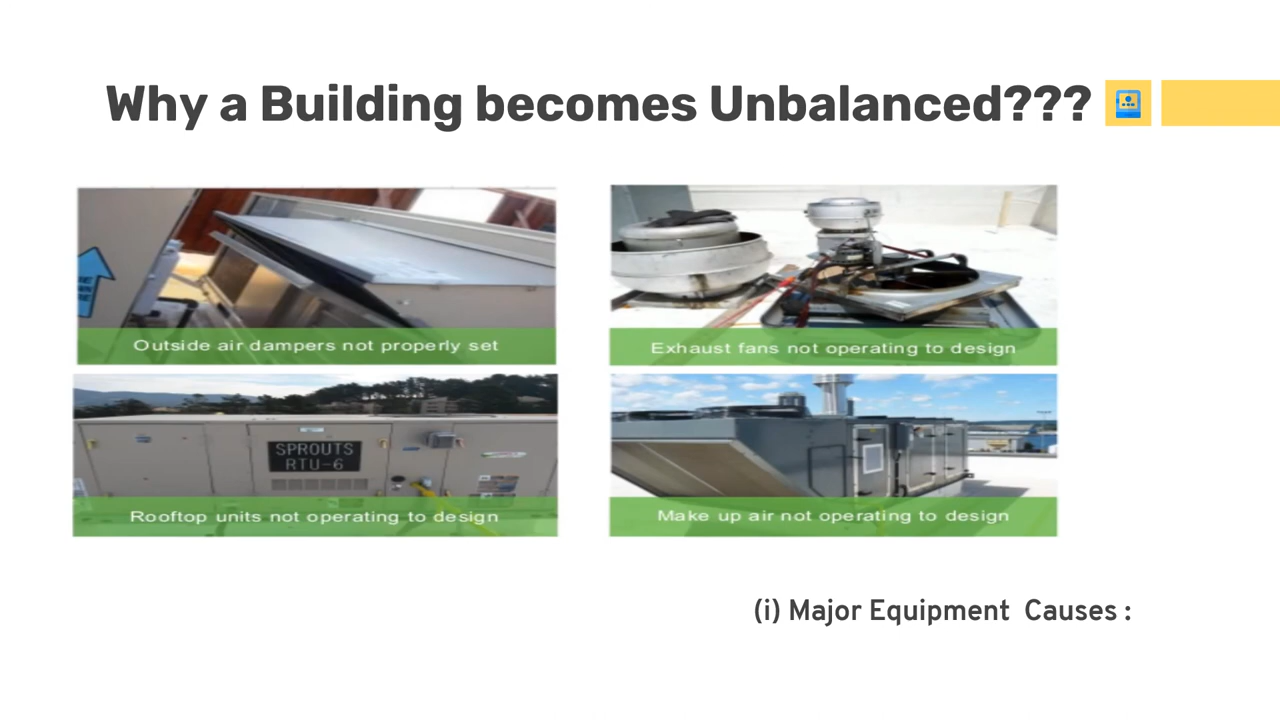 Why a Building becomes Unbalanced???
Outside air dampers not properly set
Exhaust fans not operating to design
SPROUTS
RTU-6
Rooftop units not operating to design
Make up air not operating to design
(i) Major Equipment  Causes :